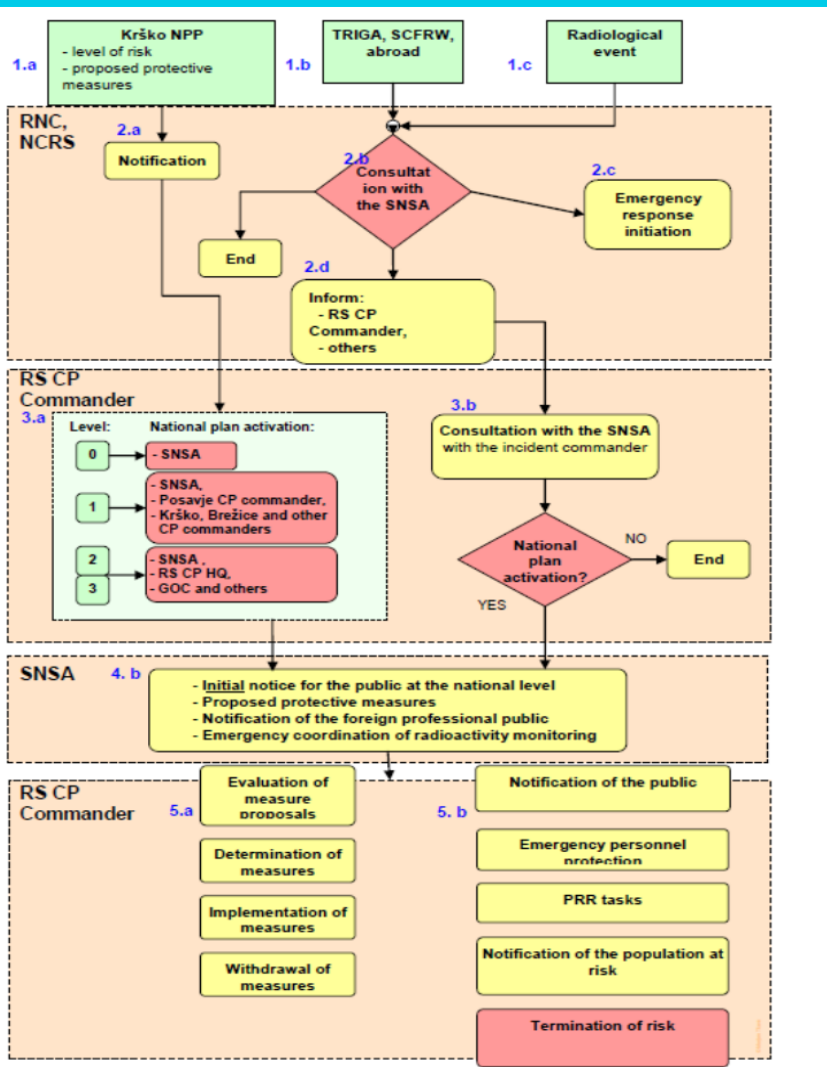 Krško NPP
- level of risk
- proposed protective
measures
1.a
TRIGA, SCFRW,
abroad
1.b
Radiological
event
1.c
RNC,
NCRS
2.a
Notification
2.b
Consultat
ion with
the SNSA
2.c
Emergency
response
initiation
End
2.d
Inform:
- RS CP
Commander,
- others
RS CP
Commander
3.a
Level:
National plan activation:
0
- SNSA
1
- SNSA,
- Posavje CP commander,
- Krško, Brežice and other
CP commanders
2
3
- SNSA ,
- RS CP HQ,
- GOC and others
3.b
Consultation with the SNSA
with the incident commander
National
plan
activation?
NO
End
YES
SNSA
4. b
- Initial notice for the public at the national level
- Proposed protective measures
- Notification of the foreign professional public
- Emergency coordination of radioactivity monitoring
RS CP
Commander
5.a
Evaluation of
measure
proposals
Determination of
measures
Implementation of
measures
Withdrawal of
measures
5. b
Notification of the public
Emergency personnel
protection
PRR tasks
Notification of the population at
risk
Termination of risk